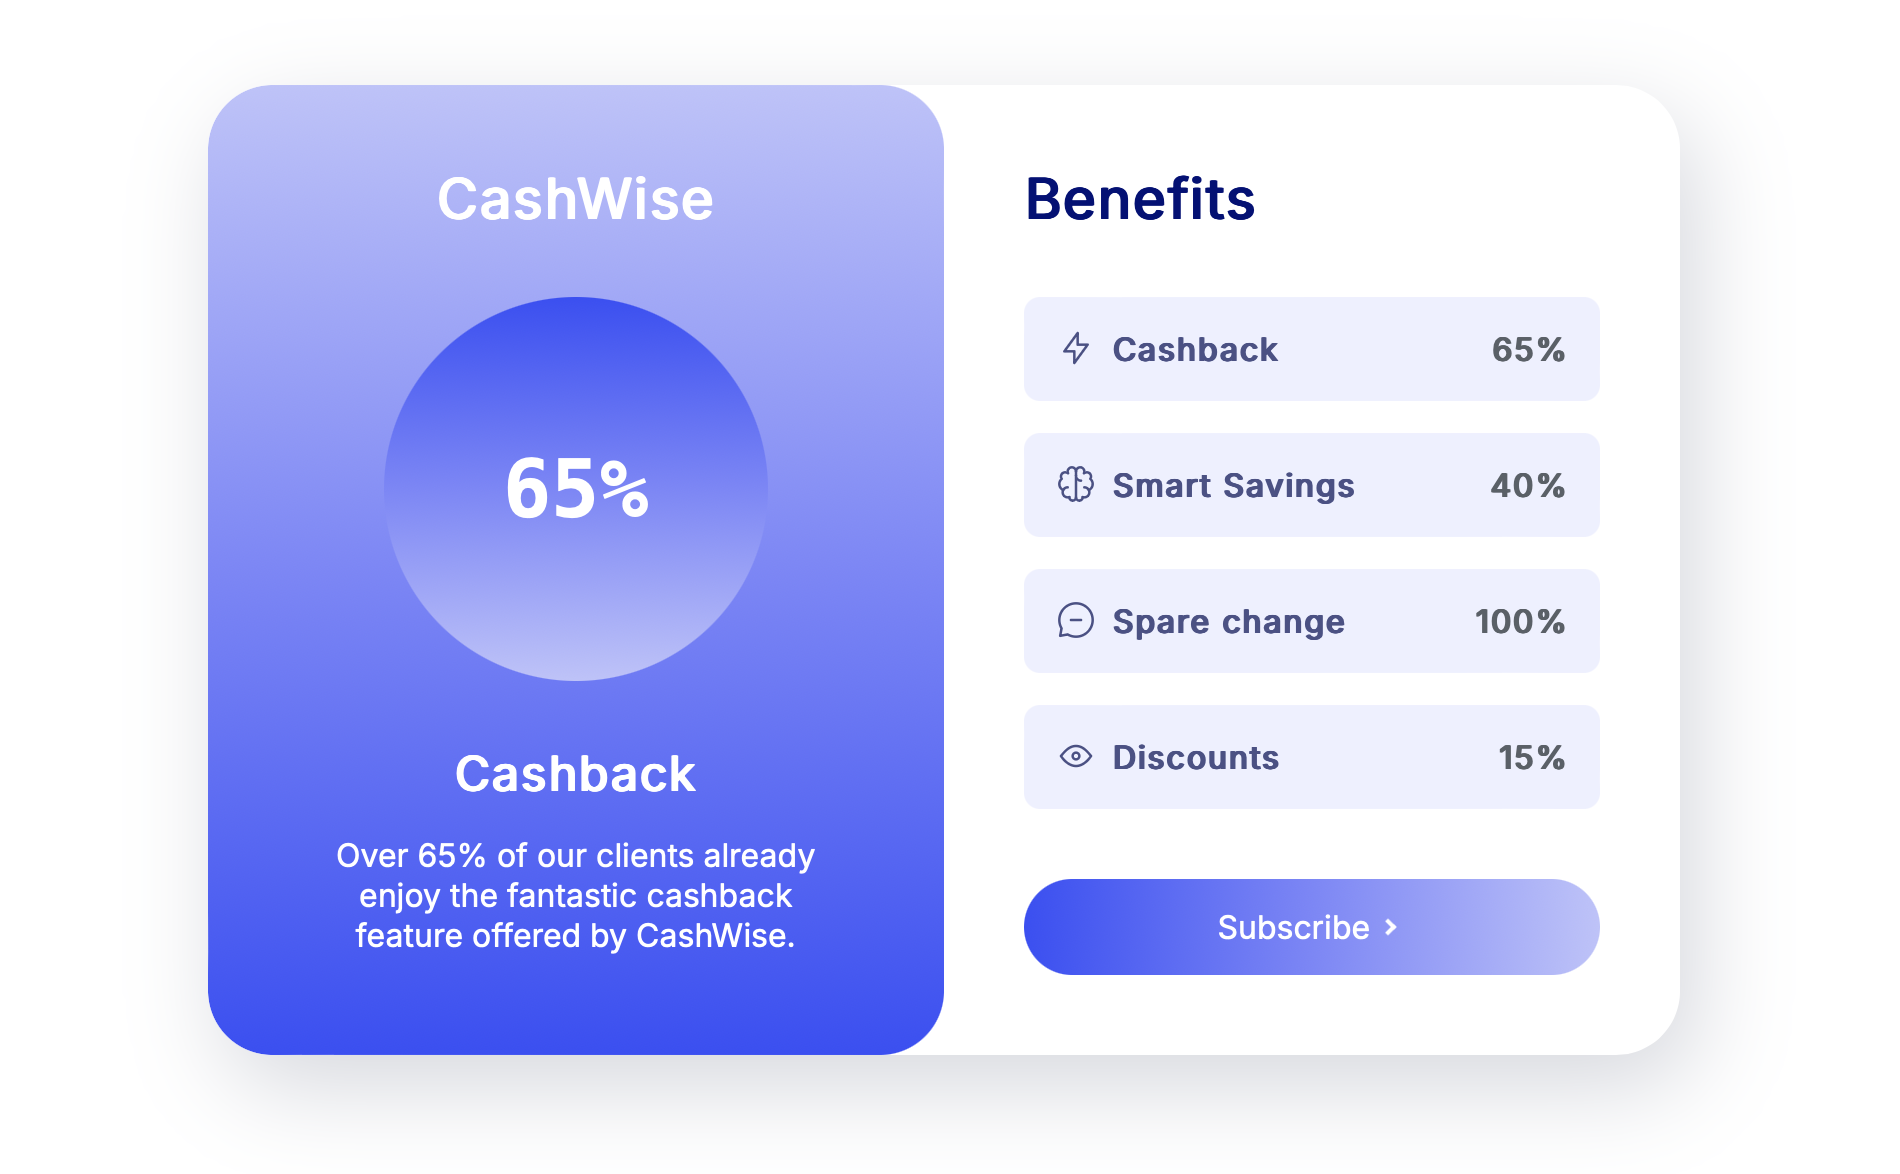 CashWise
65%
Cashback
Over 65% of our clients already
enjoy the fantastic cashback
feature offered by CashWise.
Benefits
Cashback 65%
Smart Savings 40%
Spare change 100%
Discounts 15%
Subscribe